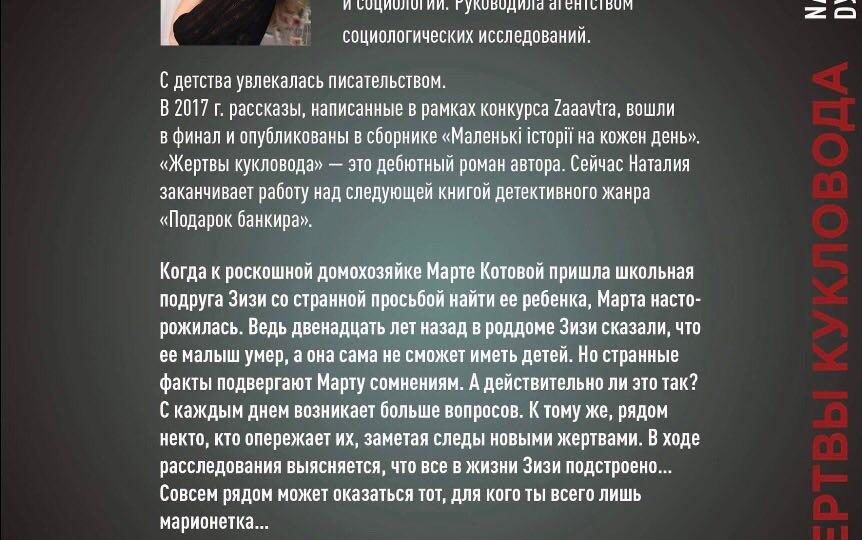 и социологии. Руководила агентством
социологических исследований.
С детства увлекалась писательством.
В 2017 г. рассказы, написанные в рамках конкурса Zaaavtra, вошли
в финал и опубликованы в сборнике «Маленькі історії на кожен день».
«Жертвы кукловода» — это дебютный роман автора. Сейчас Наталия
заканчивает работу над следующей книгой детективного жанра
«Подарок банкира».
Когда к роскошной домохозяйке Марте Котовой пришла школьная
подруга Зизи со странной просьбой найти ее ребенка, Марта насто-
рожилась. Ведь двенадцать лет назад в роддоме Зизи сказали, что
ее малыш умер, а она сама не сможет иметь детей. Но странные
факты подвергают Марту сомнениям. А действительно ли это так?
С каждым днем возникает больше вопросов. К тому же, рядом
некто, кто опережает их, заметая следы новыми жертвами. В ходе
расследования выясняется, что все в жизни Зизи подстроено...
Совсем рядом может оказаться тот, для кого ты всего лишь
марионетка...
ЕРТВЫ КУКЛОВОДА